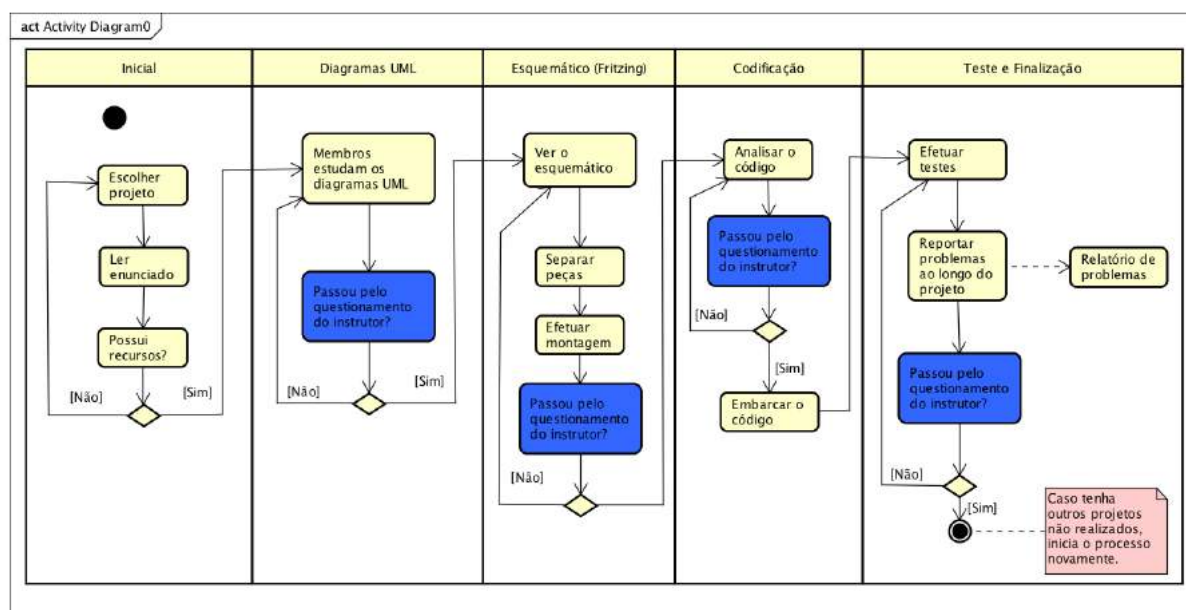 act Activity Diagram0
Inicial
Diagramas UML
Esquemático (Fritzing)
Codificação
Teste e Finalização
Escolher
projeto
Ler
enunciado
Possui
recursos?
[Não]
[Sim]
Membros
estudam os
diagramas UML
Passou pelo
questionamento
do instrutor?
[Não]
[Sim]
Ver o
esquemático
Separar
peças
Efetuar
montagem
Passou pelo
questionamento
do instrutor?
[Não]
Analisar o
código
Passou pelo
questionamento
do instrutor?
[Não]
[Sim]
Embarcar o
código
Efetuar
testes
Reportar
problemas
ao longo do
projeto
Relatório de
problemas
Passou pelo
questionamento
do instrutor?
[Não]
[Sim]
Caso tenha
outros projetos
não realizados,
inicia o processo
novamente.